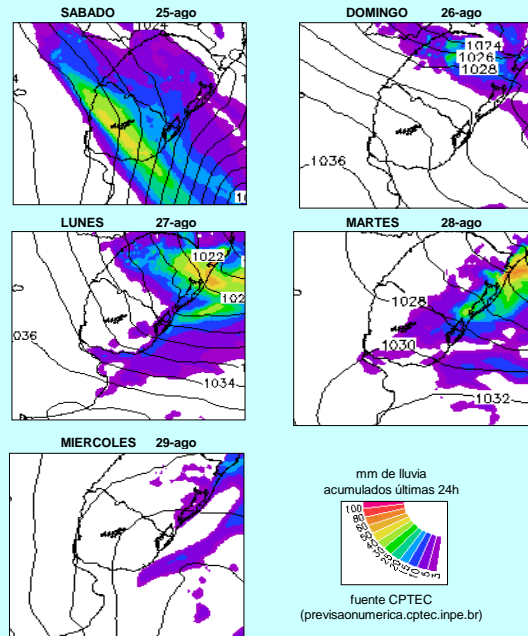 SABADO 25-ago
DOMINGO 26-ago
1024
1024
1026
1028
1036
LUNES 27-ago
MARTES 28-ago
1022
036
1034
1028
1030
1032
MIERCOLES 29-ago
mm de lluvia
acumulados últimas 24h
100
80
fuente CPTEC
(previsaonumerica.cptec.inpe.br)